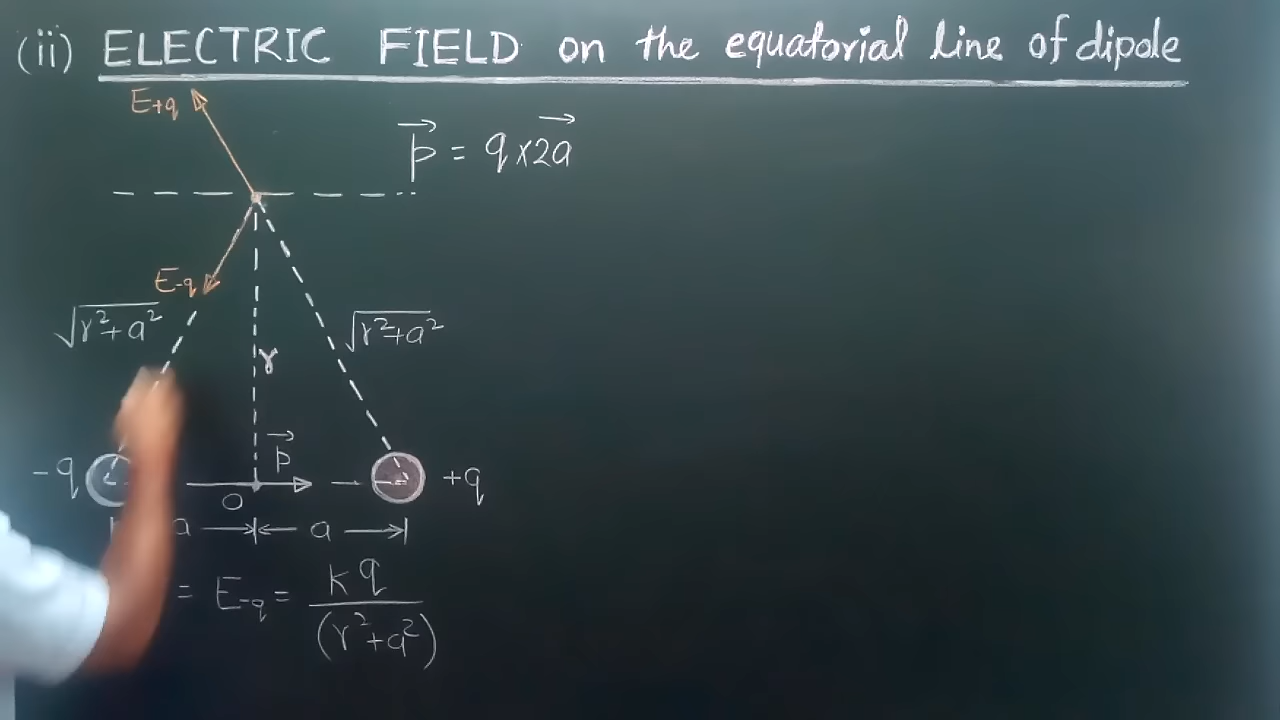 (ii) ELECTRIC FIELD on the equatorial line of dipole
E+q
p⃗ = q×2a⃗
E-q
√r²+a²
√r²+a²
r
p⃗
-q
+q
O
a
a
= E-q = kq/(r²+a²)